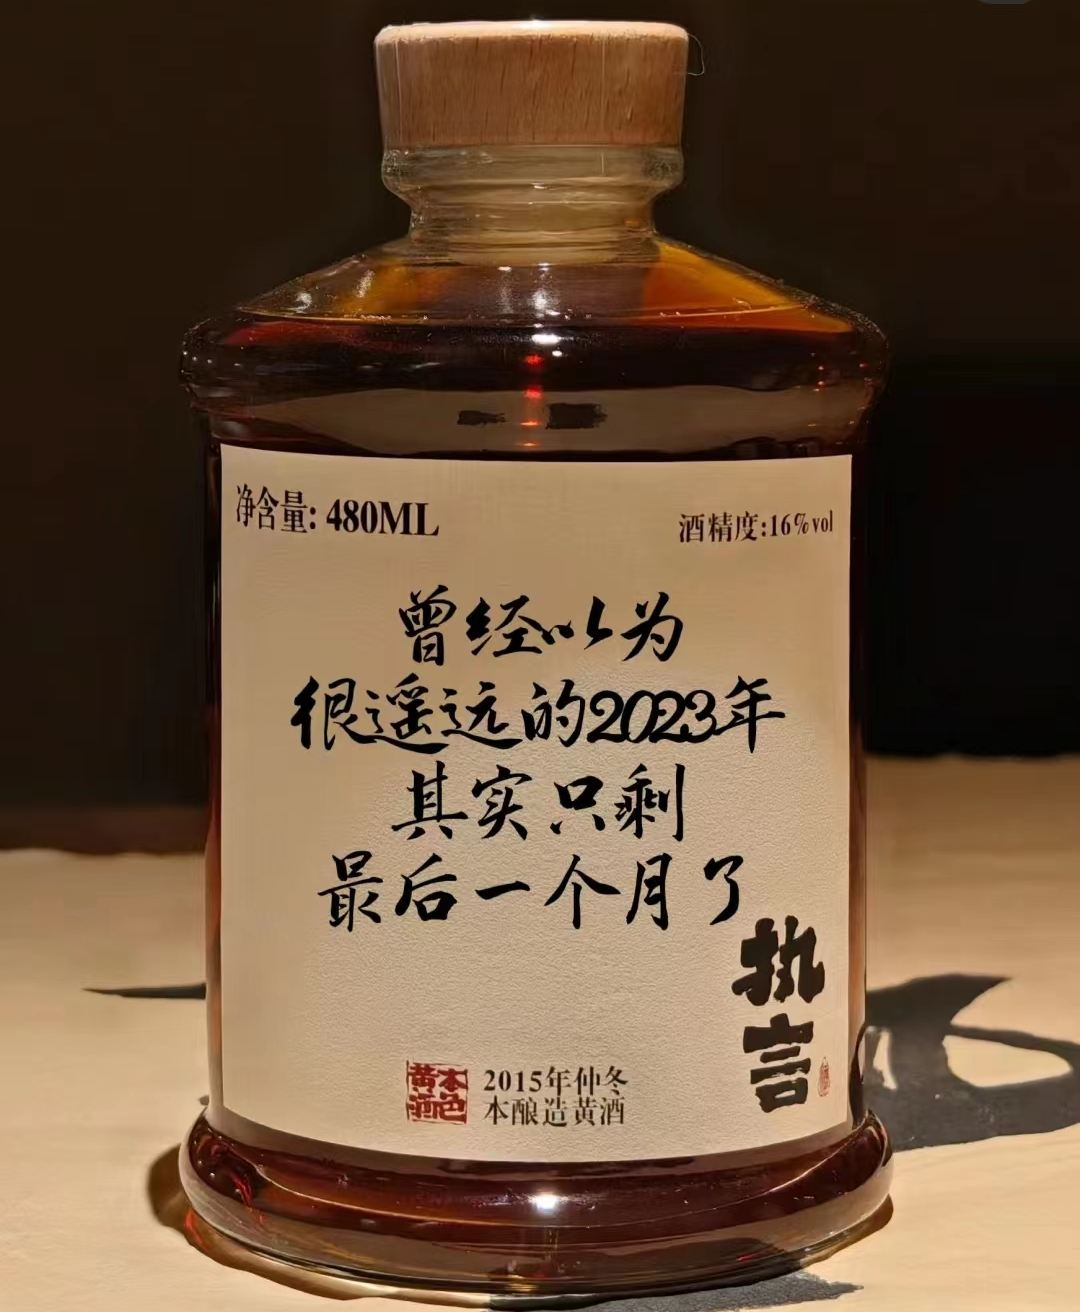 净含量: 480ML
酒精度:16%vol
曾经以为
很遥远的2023年
其实只剩
最后一个月了
执言
本色黄酒
2015年仲冬
本酿造黄酒